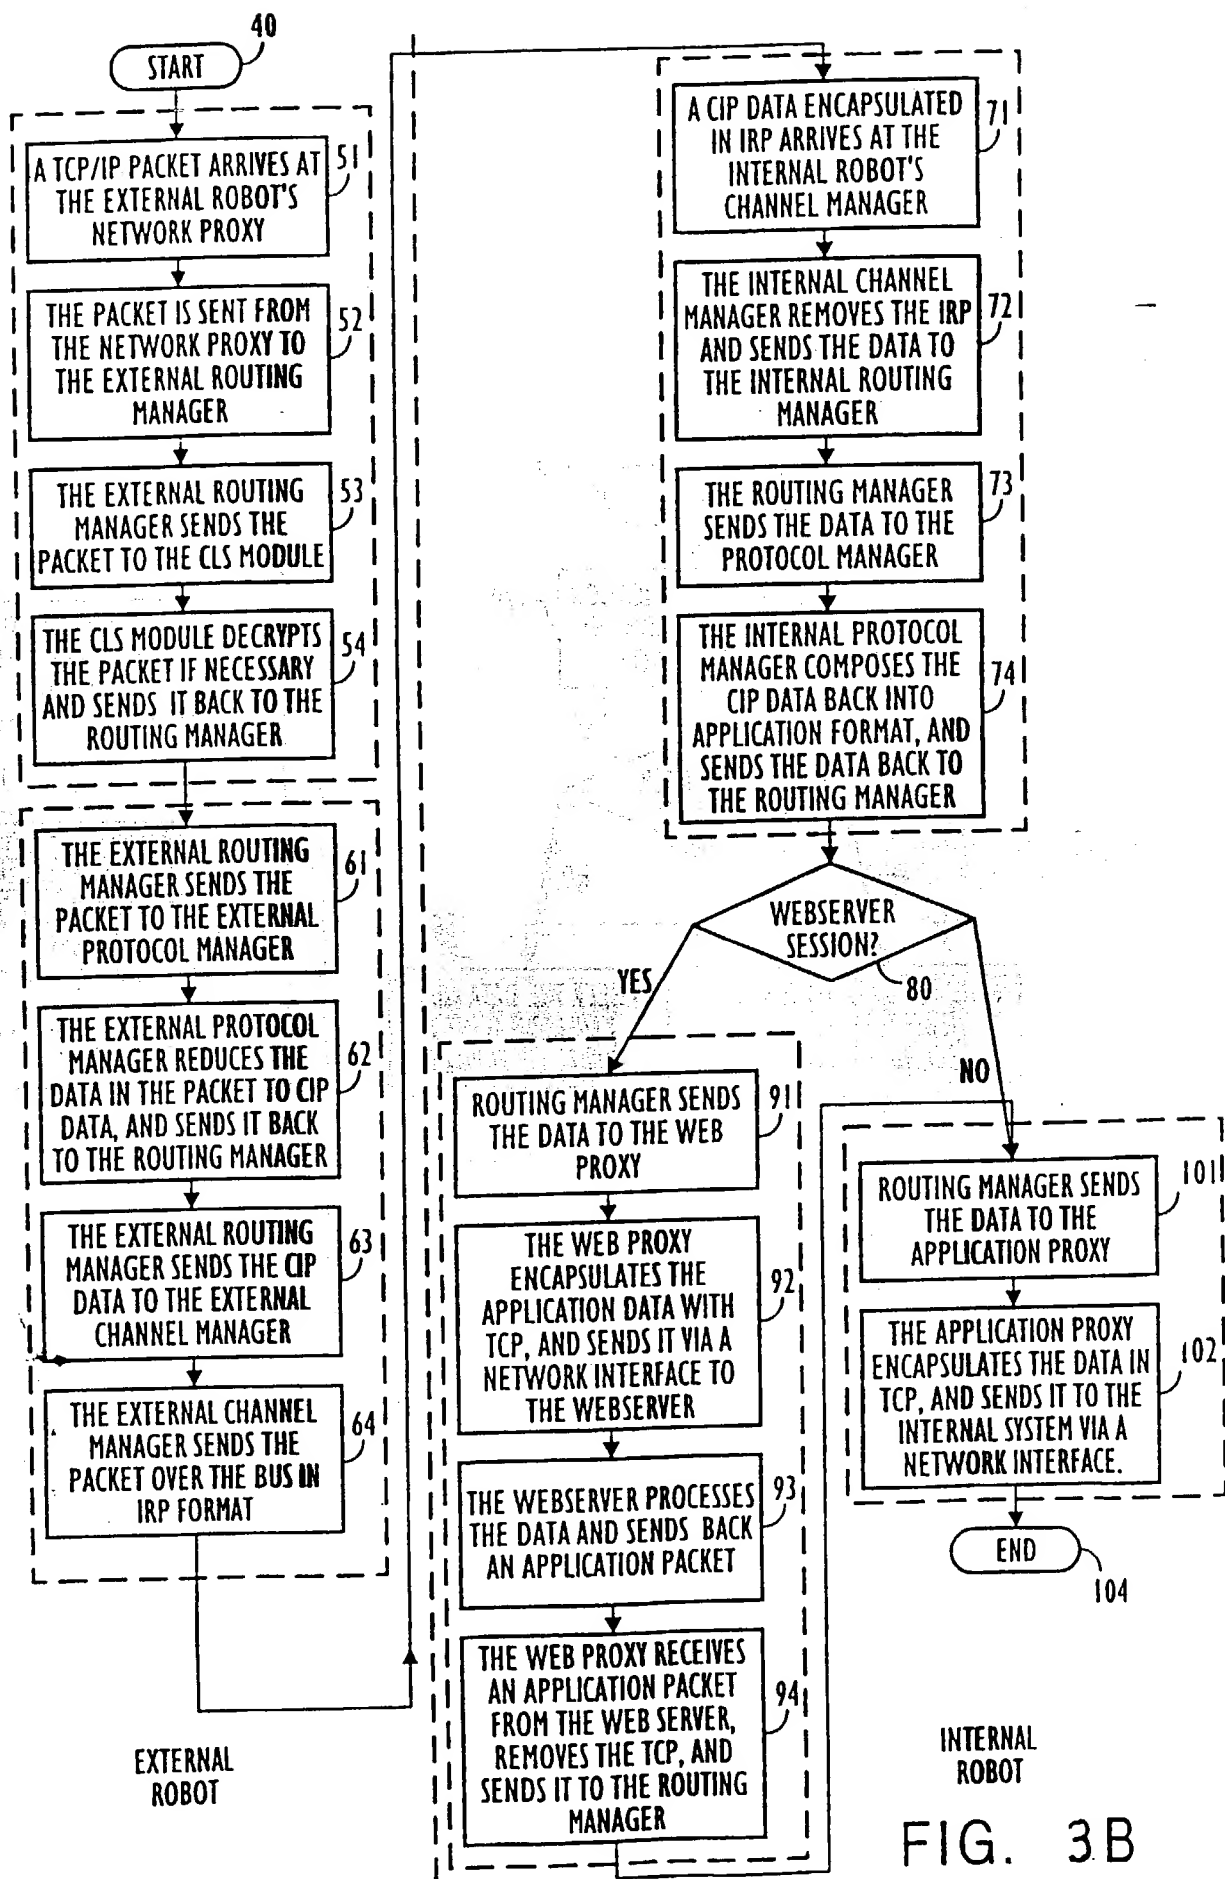 START
40
A TCP/IP PACKET ARRIVES AT
THE EXTERNAL ROBOT'S
NETWORK PROXY
51
THE PACKET IS SENT FROM
THE NETWORK PROXY TO
THE EXTERNAL ROUTING
MANAGER
52
THE EXTERNAL ROUTING
MANAGER SENDS THE
PACKET TO THE CLS MODULE
53
THE CLS MODULE DECRYPTS
THE PACKET IF NECESSARY
AND SENDS IT BACK TO THE
ROUTING MANAGER
54
THE EXTERNAL ROUTING
MANAGER SENDS THE
PACKET TO THE EXTERNAL
PROTOCOL MANAGER
61
THE EXTERNAL PROTOCOL
MANAGER REDUCES THE
DATA IN THE PACKET TO CIP
DATA, AND SENDS IT BACK
TO THE ROUTING MANAGER
62
THE EXTERNAL ROUTING
MANAGER SENDS THE CIP
DATA TO THE EXTERNAL
CHANNEL MANAGER
63
THE EXTERNAL CHANNEL
MANAGER SENDS THE
PACKET OVER THE BUS IN
IRP FORMAT
64
EXTERNAL
ROBOT
A CIP DATA ENCAPSULATED
IN IRP ARRIVES AT THE
INTERNAL ROBOT'S
CHANNEL MANAGER
71
THE INTERNAL CHANNEL
MANAGER REMOVES THE IRP
AND SENDS THE DATA TO
THE INTERNAL ROUTING
MANAGER
72
THE ROUTING MANAGER
SENDS THE DATA TO THE
PROTOCOL MANAGER
73
THE INTERNAL PROTOCOL
MANAGER COMPOSES THE
CIP DATA BACK INTO
APPLICATION FORMAT, AND
SENDS THE DATA BACK TO
THE ROUTING MANAGER
74
WEBSERVER
SESSION?
80
YES
NO
ROUTING MANAGER SENDS
THE DATA TO THE WEB
PROXY
91
THE WEB PROXY
ENCAPSULATES THE
APPLICATION DATA WITH
TCP, AND SENDS IT VIA A
NETWORK INTERFACE TO
THE WEBSERVER
92
THE WEBSERVER PROCESSES
THE DATA AND SENDS BACK
AN APPLICATION PACKET
93
THE WEB PROXY RECEIVES
AN APPLICATION PACKET
FROM THE WEB SERVER,
REMOVES THE TCP, AND
SENDS IT TO THE ROUTING
MANAGER
94
ROUTING MANAGER SENDS
THE DATA TO THE
APPLICATION PROXY
101
THE APPLICATION PROXY
ENCAPSULATES THE DATA IN
TCP, AND SENDS IT TO THE
INTERNAL SYSTEM VIA A
NETWORK INTERFACE.
102
END
104
INTERNAL
ROBOT
FIG. 3B